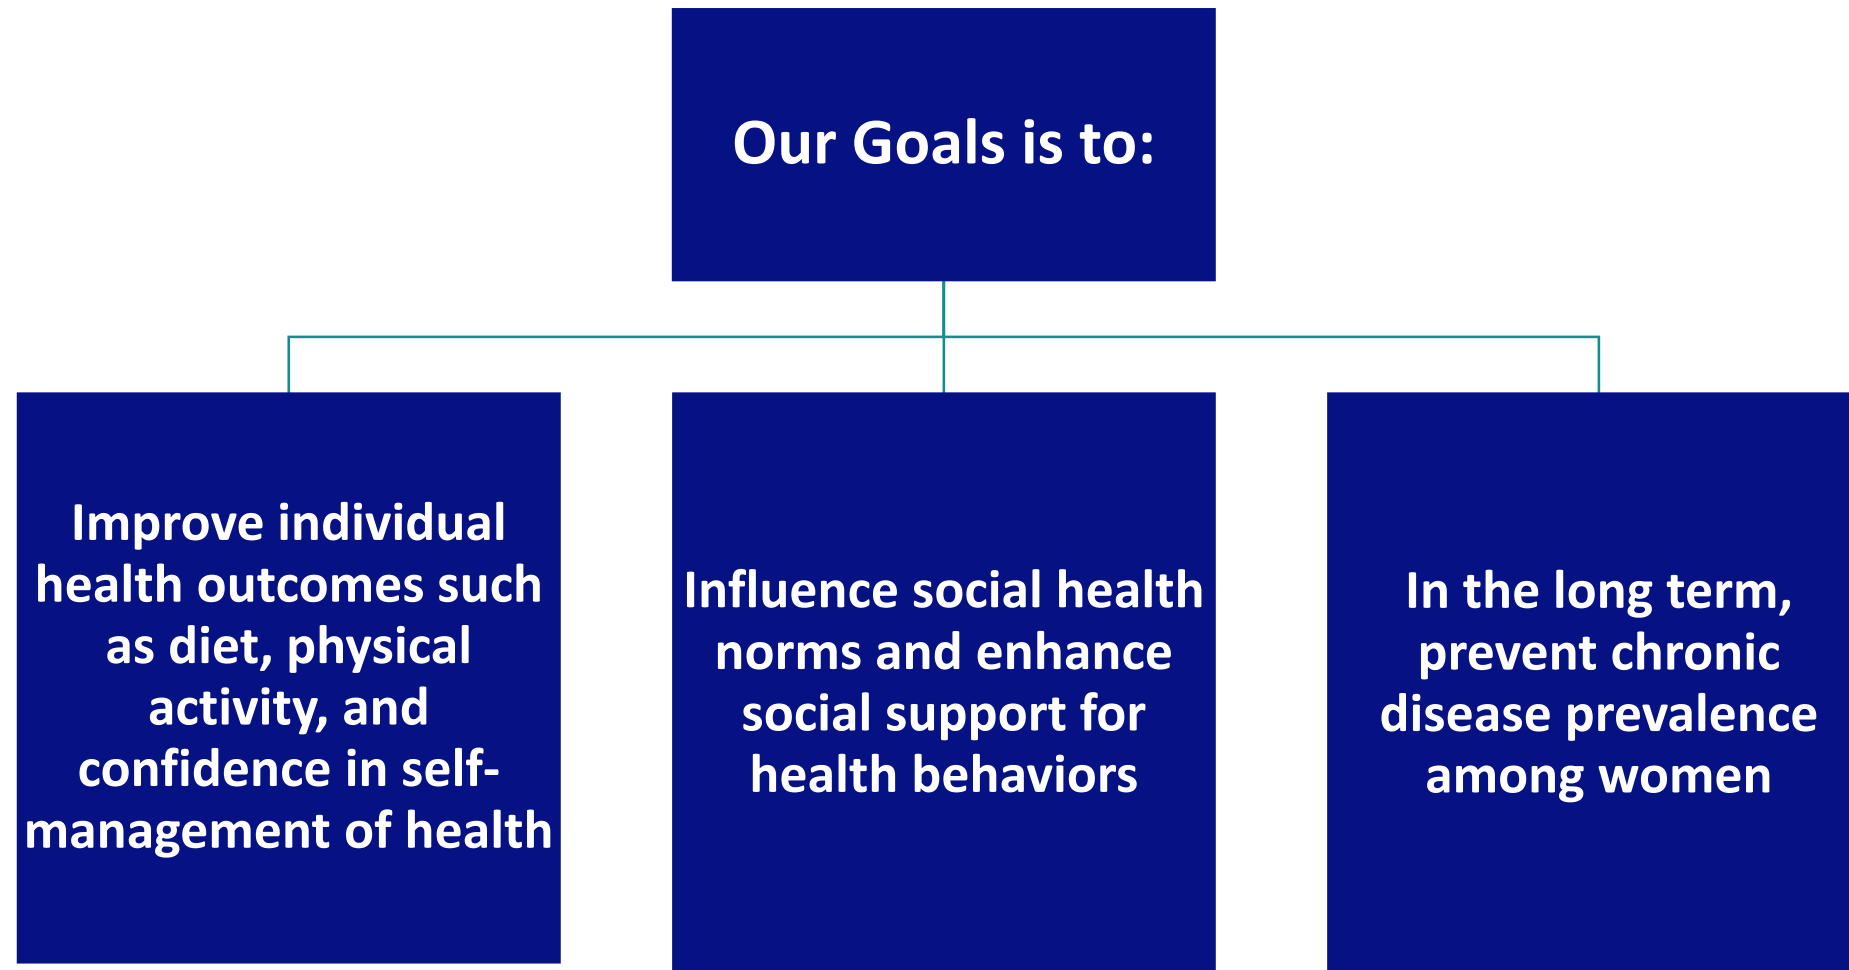 Our Goals is to:
Improve individual
health outcomes such
as diet, physical
activity, and
confidence in self-
management of health
Influence social health
norms and enhance
social support for
health behaviors
In the long term,
prevent chronic
disease prevalence
among women